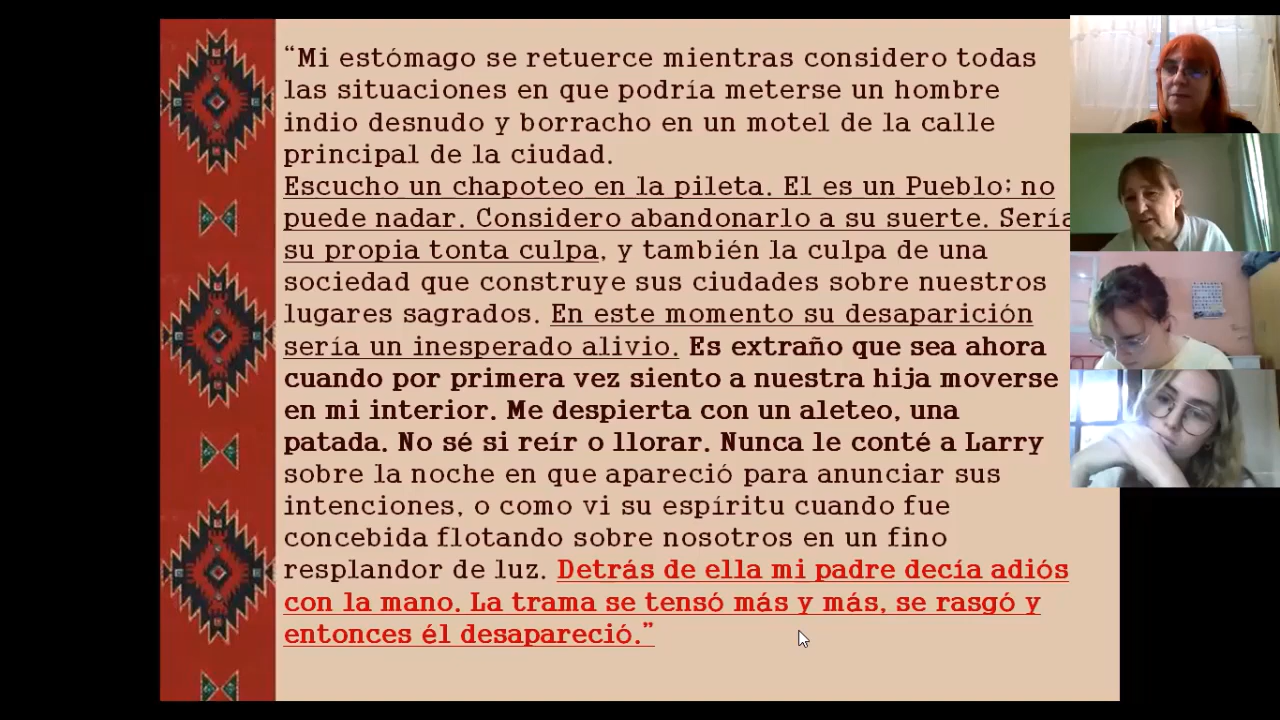 “Mi estómago se retuerce mientras considero todas
las situaciones en que podría meterse un hombre
indio desnudo y borracho en un motel de la calle
principal de la ciudad.
Escucho un chapoteo en la pileta. El es un Pueblo; no
puede nadar. Considero abandonarlo a su suerte. Sería
su propia tonta culpa, y también la culpa de una
sociedad que construye sus ciudades sobre nuestros
lugares sagrados. En este momento su desaparición
sería un inesperado alivio. Es extraño que sea ahora
cuando por primera vez siento a nuestra hija moverse
en mi interior. Me despierta con un aleteo, una
patada. No sé si reír o llorar. Nunca le conté a Larry
sobre la noche en que apareció para anunciar sus
intenciones, o como vi su espíritu cuando fue
concebida flotando sobre nosotros en un fino
resplandor de luz. Detrás de ella mi padre decía adiós
con la mano. La trama se tensó más y más, se rasgó y
entonces él desapareció.”